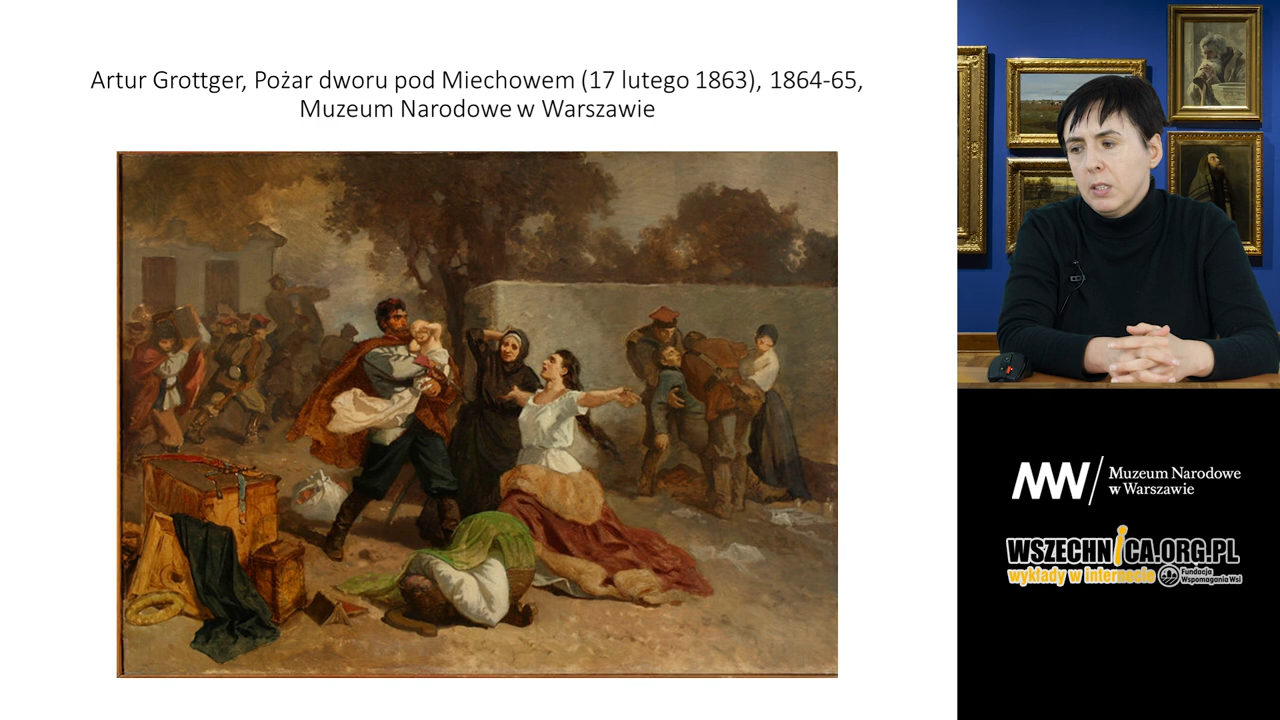 Artur Grottger, Pożar dworu pod Miechowem (17 lutego 1863), 1864-65,
Muzeum Narodowe w Warszawie
MW/
Muzeum Narodowe
w Warszawie
WSZECHNICA.ORG.PL
wykłady w internecie
Fundacja
Wspomagania Wsi